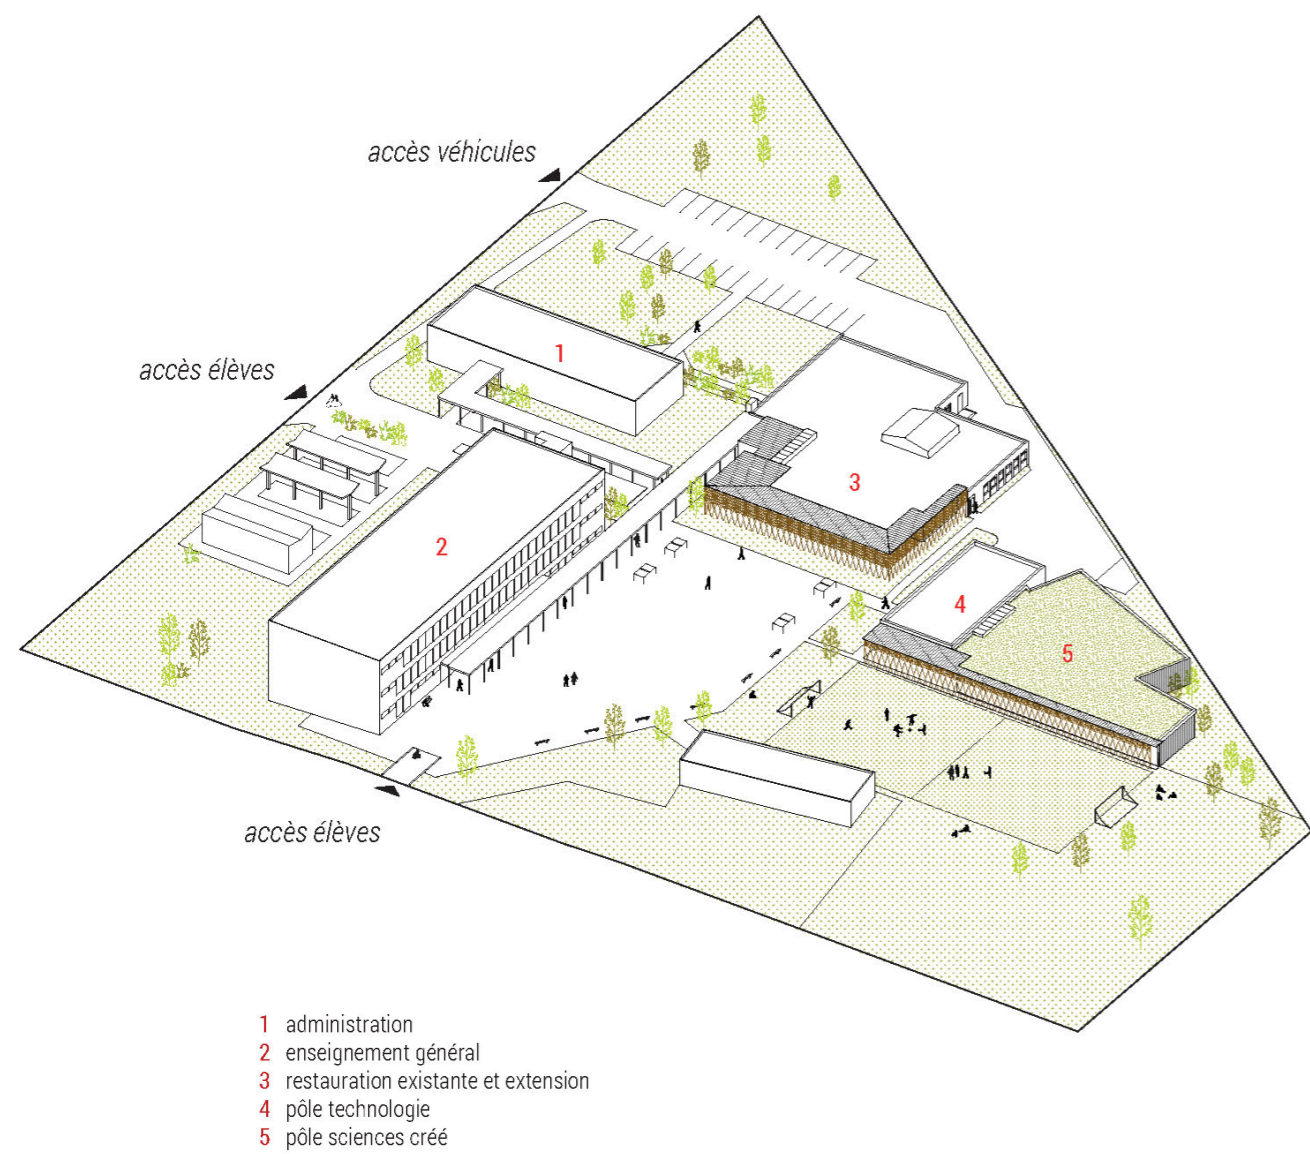 accès véhicules
accès élèves
1
3
2
4
5
accès élèves
1 administration
2 enseignement général
3 restauration existante et extension
4 pôle technologie
5 pôle sciences créé